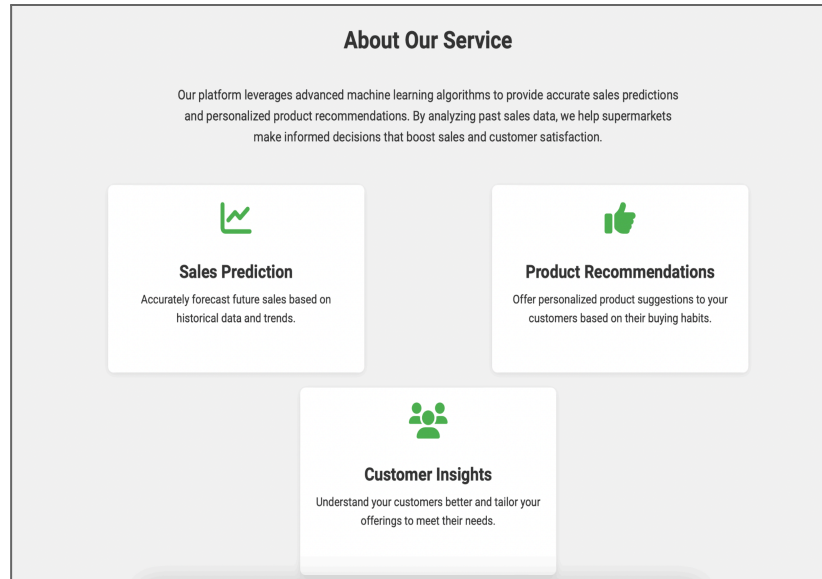 About Our Service
Our platform leverages advanced machine learning algorithms to provide accurate sales predictions
and personalized product recommendations. By analyzing past sales data, we help supermarkets
make informed decisions that boost sales and customer satisfaction.
Sales Prediction
Accurately forecast future sales based on
historical data and trends.
Product Recommendations
Offer personalized product suggestions to your
customers based on their buying habits.
Customer Insights
Understand your customers better and tailor your
offerings to meet their needs.